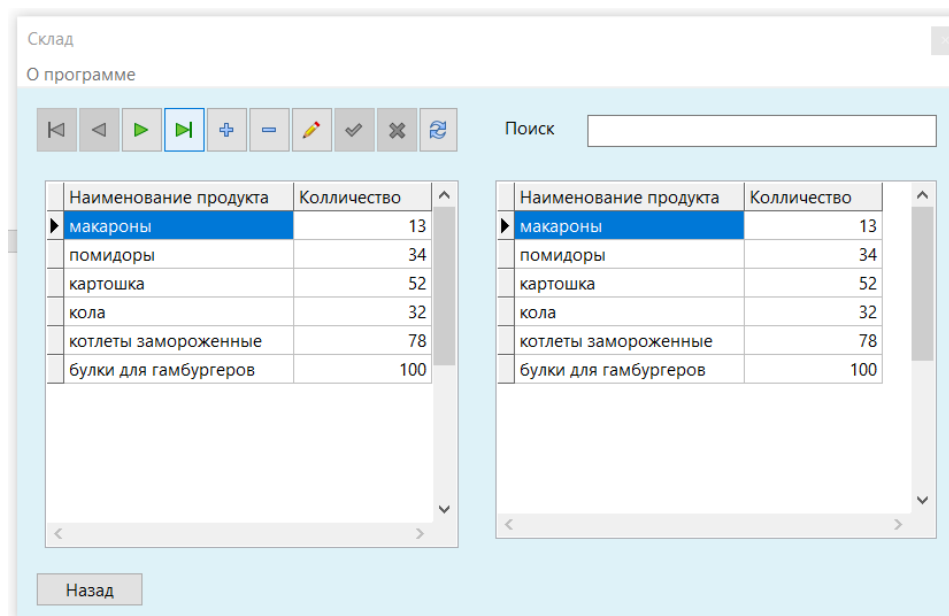 Склад
О программе
Поиск
Наименование продукта Колличество
макароны 13
помидоры 34
картошка 52
кола 32
котлеты замороженные 78
булки для гамбургеров 100
Наименование продукта Колличество
макароны 13
помидоры 34
картошка 52
кола 32
котлеты замороженные 78
булки для гамбургеров 100
Назад